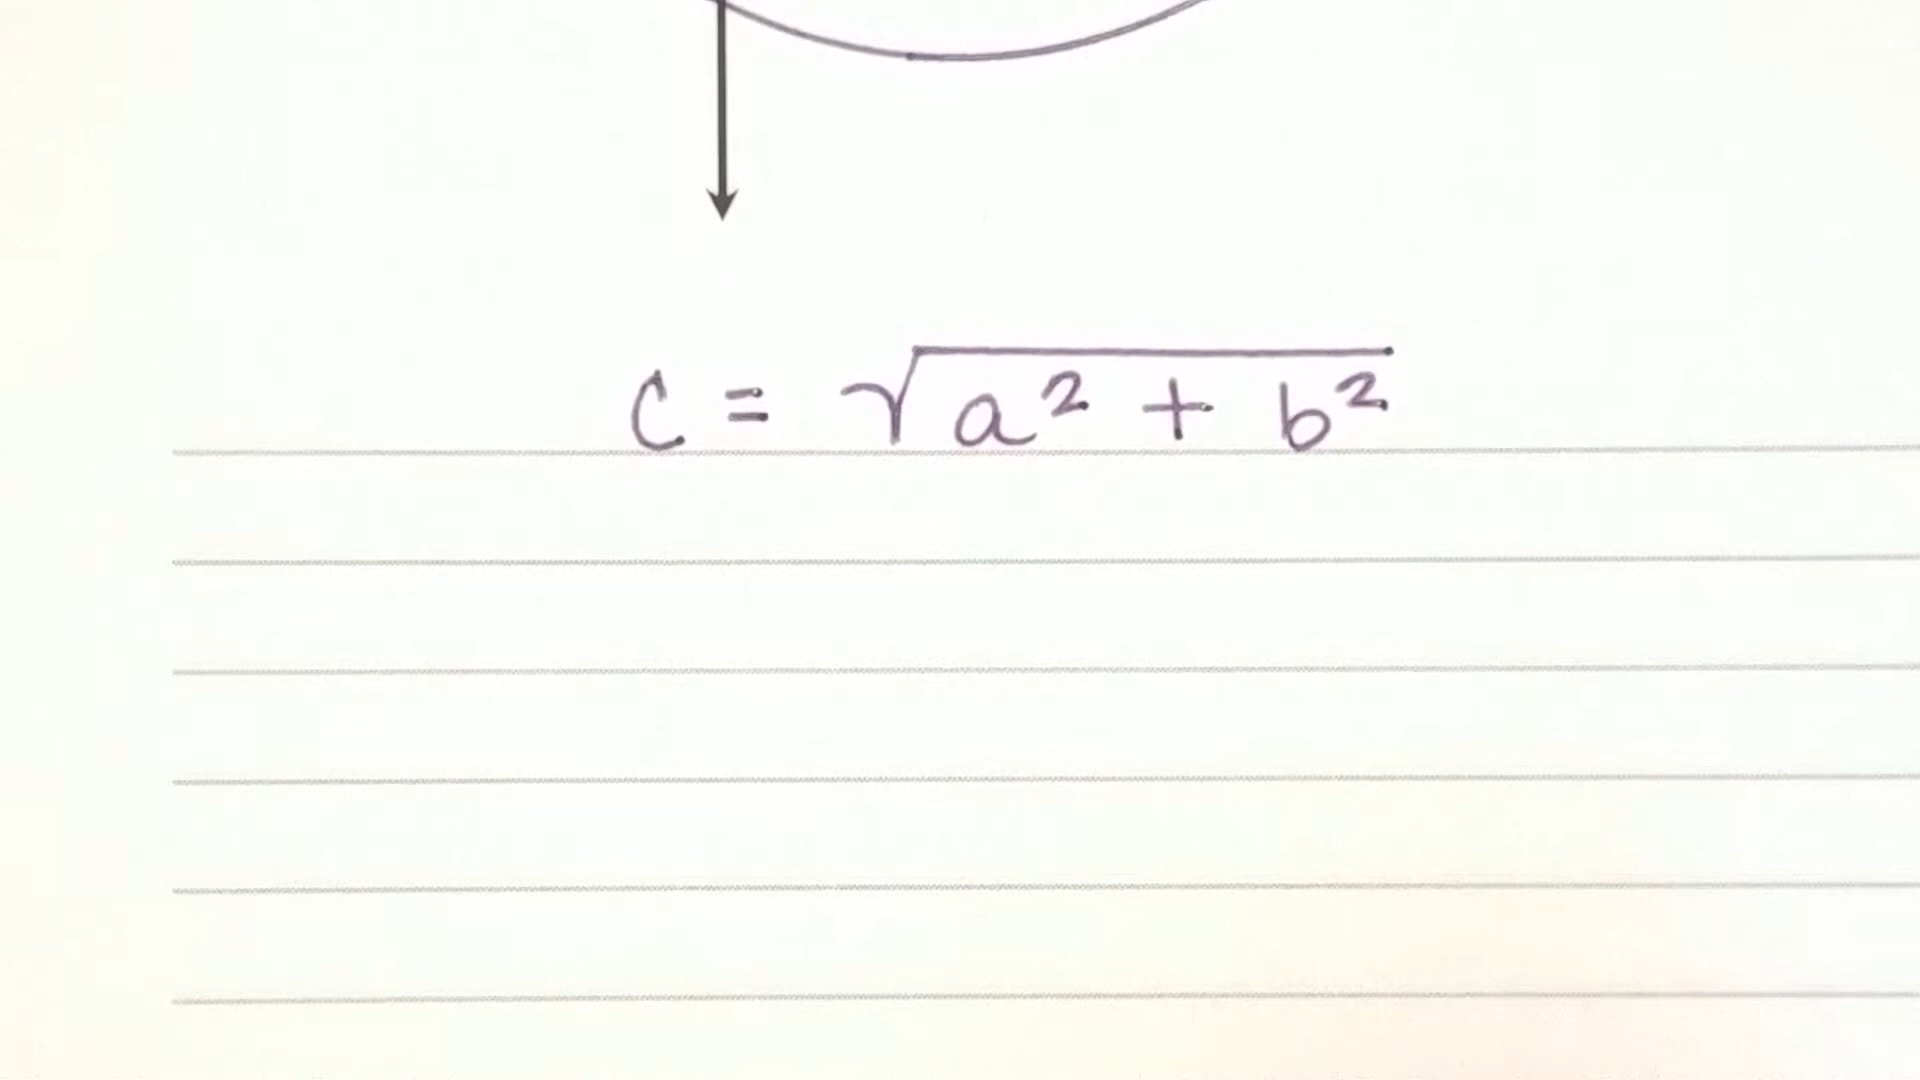 c = √a² + b²